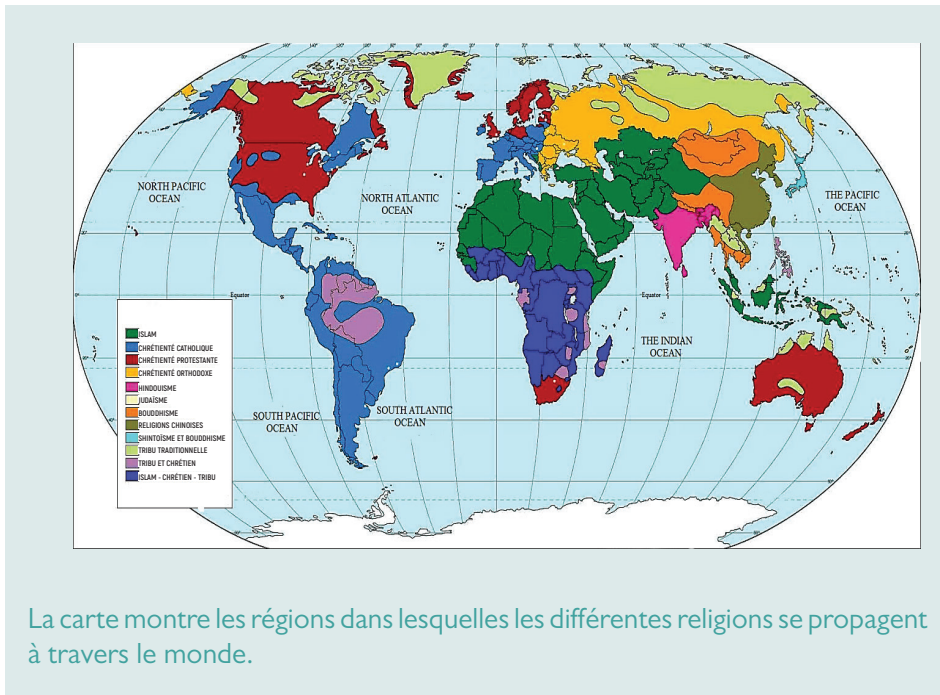 NORTH PACIFIC
OCEAN
NORTH ATLANTIC
OCEAN
THE PACIFIC
OCEAN
Equator
Equator
THE INDIAN
OCEAN
SOUTH PACIFIC
OCEAN
SOUTH ATLANTIC
OCEAN
ISLAM
CHRÉTIENTÉ CATHOLIQUE
CHRÉTIENTÉ PROTESTANTE
CHRÉTIENTÉ ORTHODOXE
HINDOUISME
JUDAÏSME
BOUDDHISME
RELIGIONS CHINOISES
SHINTOÏSME ET BOUDDHISME
TRIBU TRADITIONNELLE
TRIBU ET CHRÉTIEN
ISLAM - CHRÉTIEN - TRIBU
La carte montre les régions dans lesquelles les différentes religions se propagent
à travers le monde.